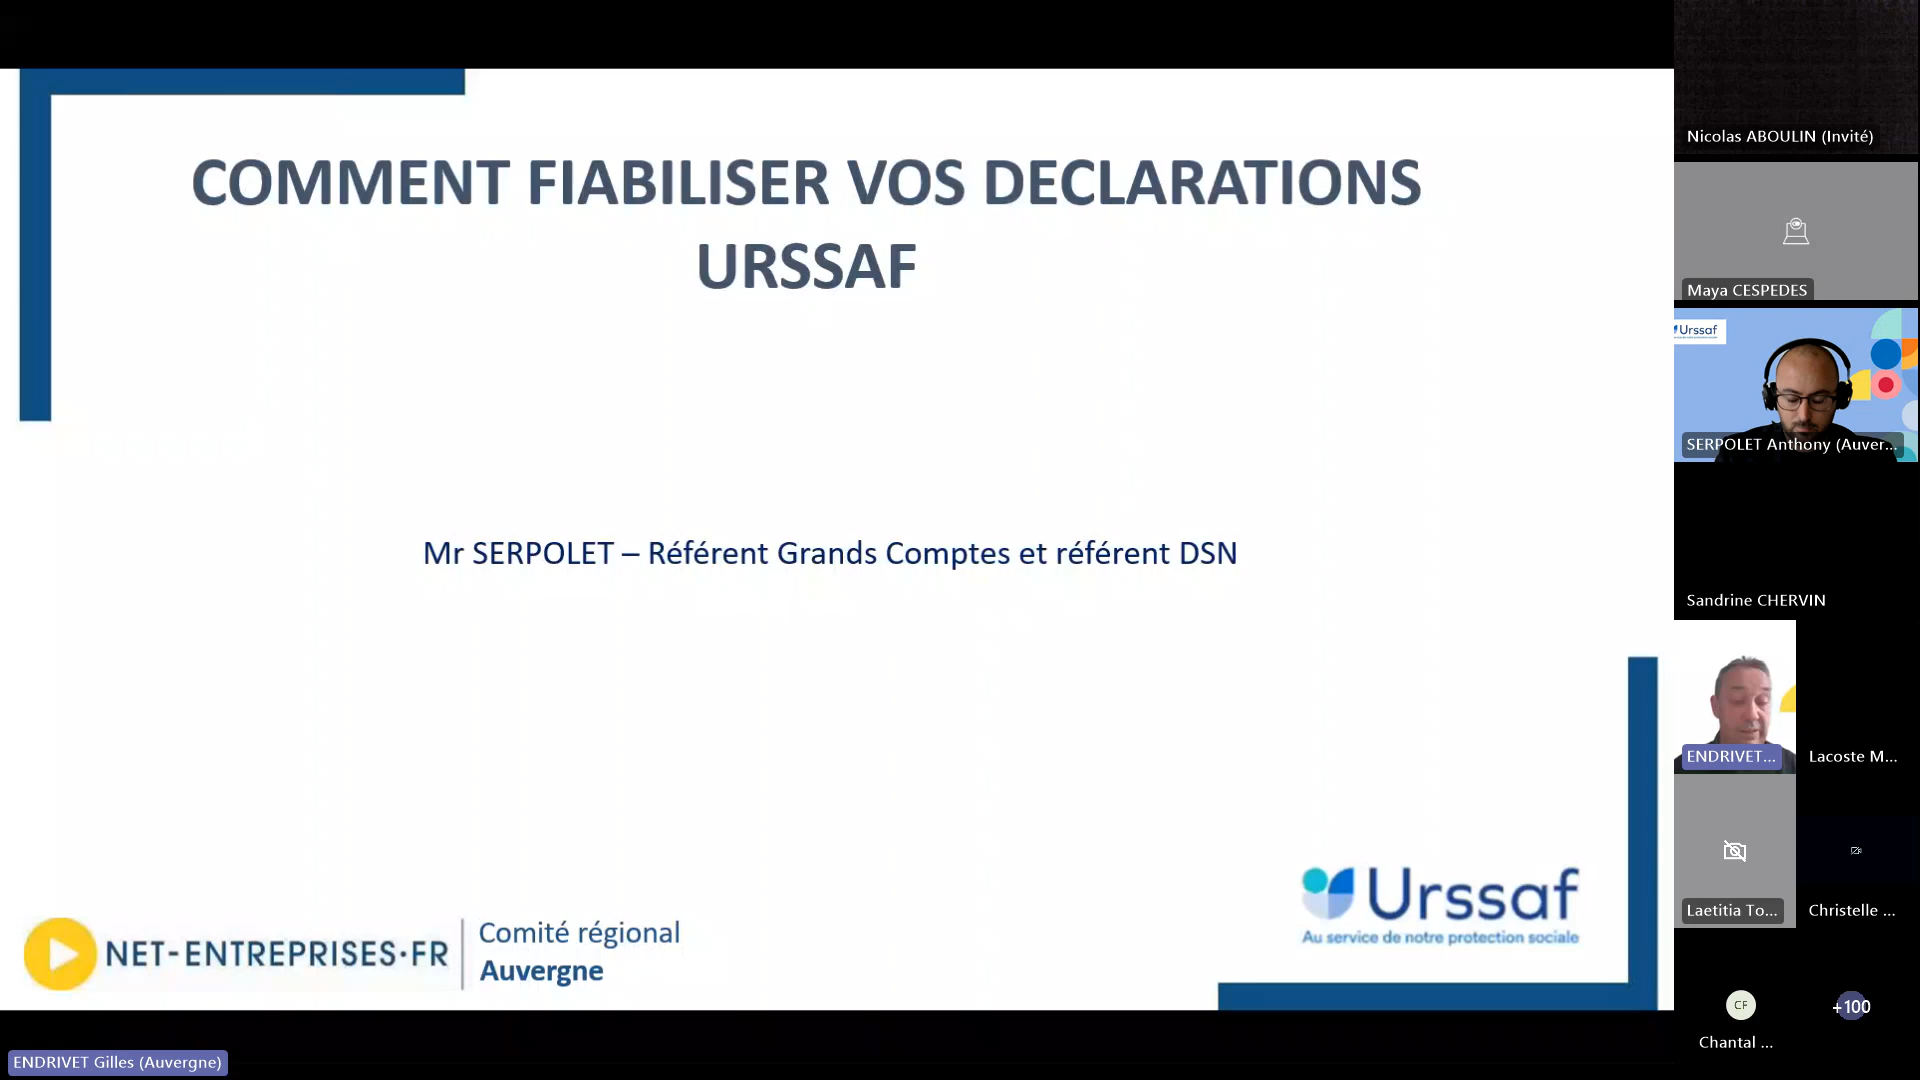 COMMENT FIABILISER VOS DECLARATIONS
URSSAF
Mr SERPOLET – Référent Grands Comptes et référent DSN
NET-ENTREPRISES·FR
Comité régional
Auvergne
Urssaf
Au service de notre protection sociale
ENDRIVET Gilles (Auvergne)
Nicolas ABOULIN (Invité)
Maya CESPEDES
Urssaf
SERPOLET Anthony (Auver...
Sandrine CHERVIN
ENDRIVET...
Lacoste M...
Laetitia To...
Christelle ...
CF
+100
Chantal ...